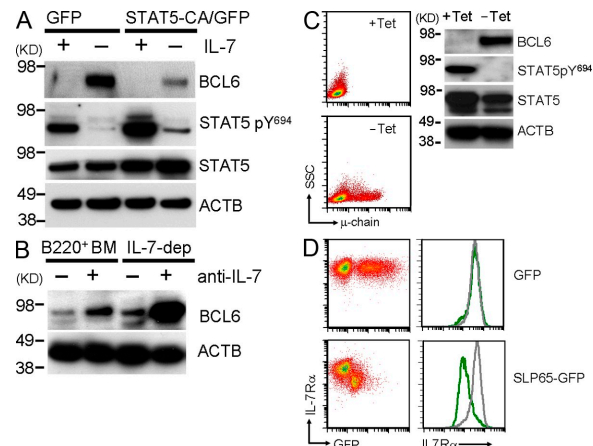 A
GFP STAT5-CA/GFP
(KD) + – + – IL-7
98- BCL6
98- STAT5 pY694
98- STAT5
49- ACTB
38-
B
B220+ BM IL-7-dep
(KD) – + – + anti-IL-7
98- BCL6
49- ACTB
38-
C
+Tet
–Tet
SSC
μ-chain
(KD) +Tet –Tet
98- BCL6
STAT5pY694
98- STAT5
49- ACTB
38-
D
GFP
SLP65-GFP
IL-7Rα
GFP IL7Rα